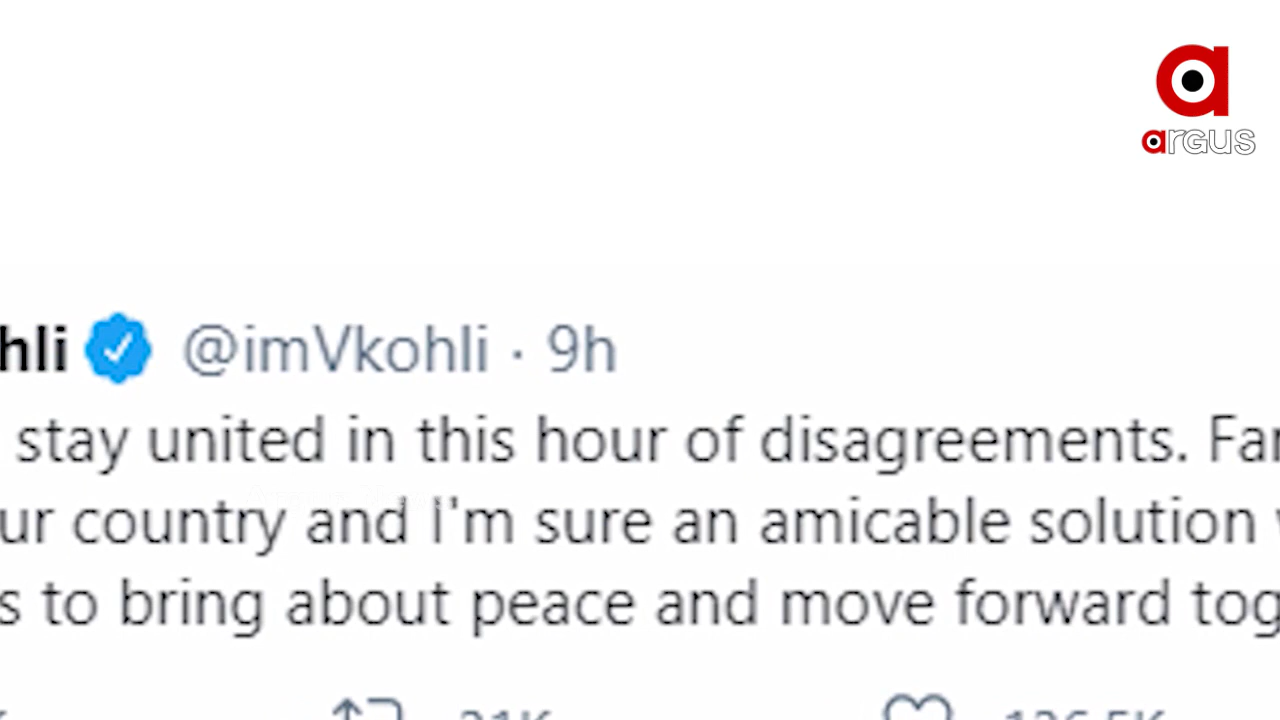 a
argus
hli @imVkohli · 9h
stay united in this hour of disagreements. Far
ur country and I'm sure an amicable solution
s to bring about peace and move forward tog